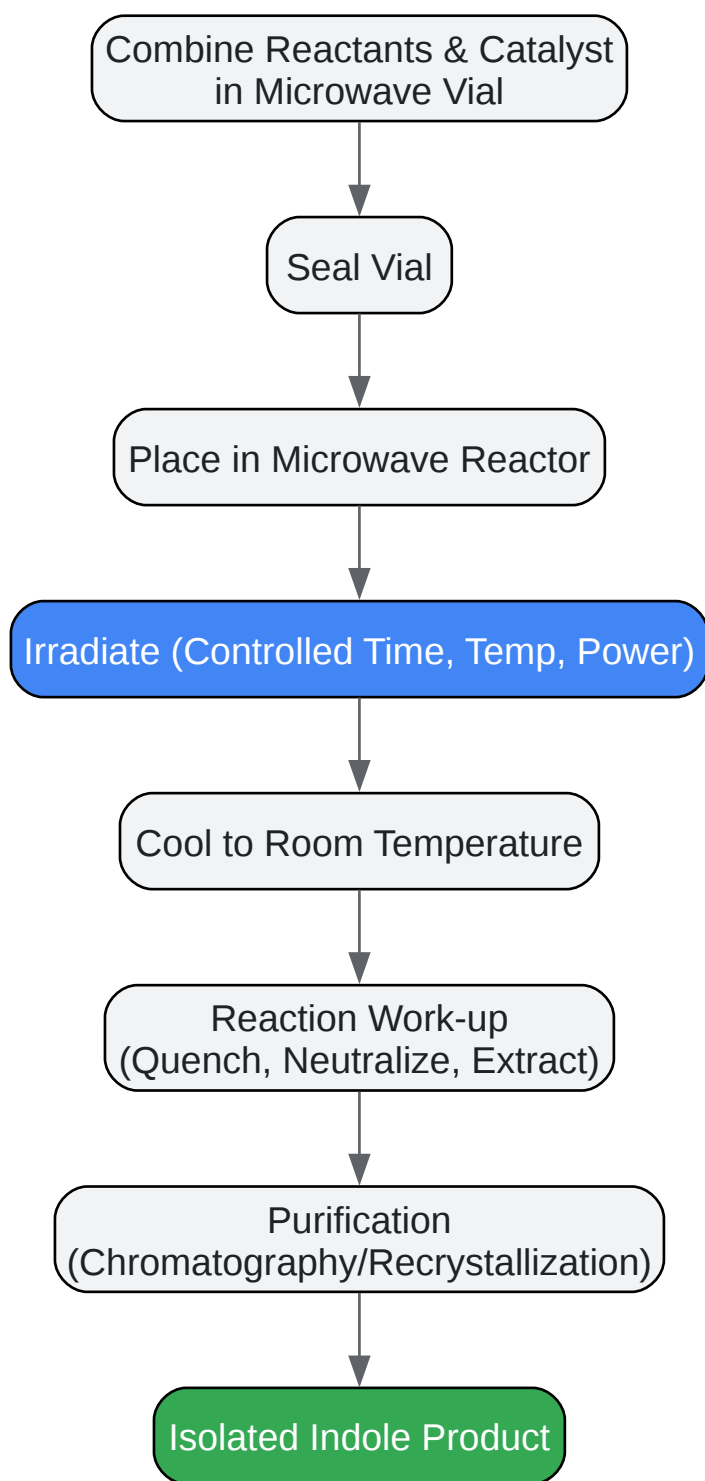 Combine Reactants & Catalyst
in Microwave Vial
Seal Vial
Place in Microwave Reactor
Irradiate (Controlled Time, Temp, Power)
Cool to Room Temperature
Reaction Work-up
(Quench, Neutralize, Extract)
Purification
(Chromatography/Recrystallization)
Isolated Indole Product